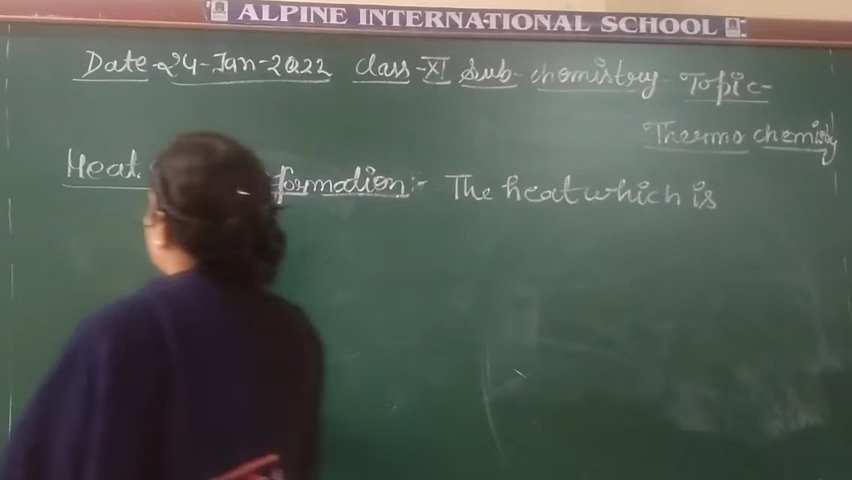 ALPINE INTERNATIONAL SCHOOL
Date-24-Jan-2022 Class-XI Sub-chemistry Topic-
Thermo chemistry
Heat formation:- The heat which is